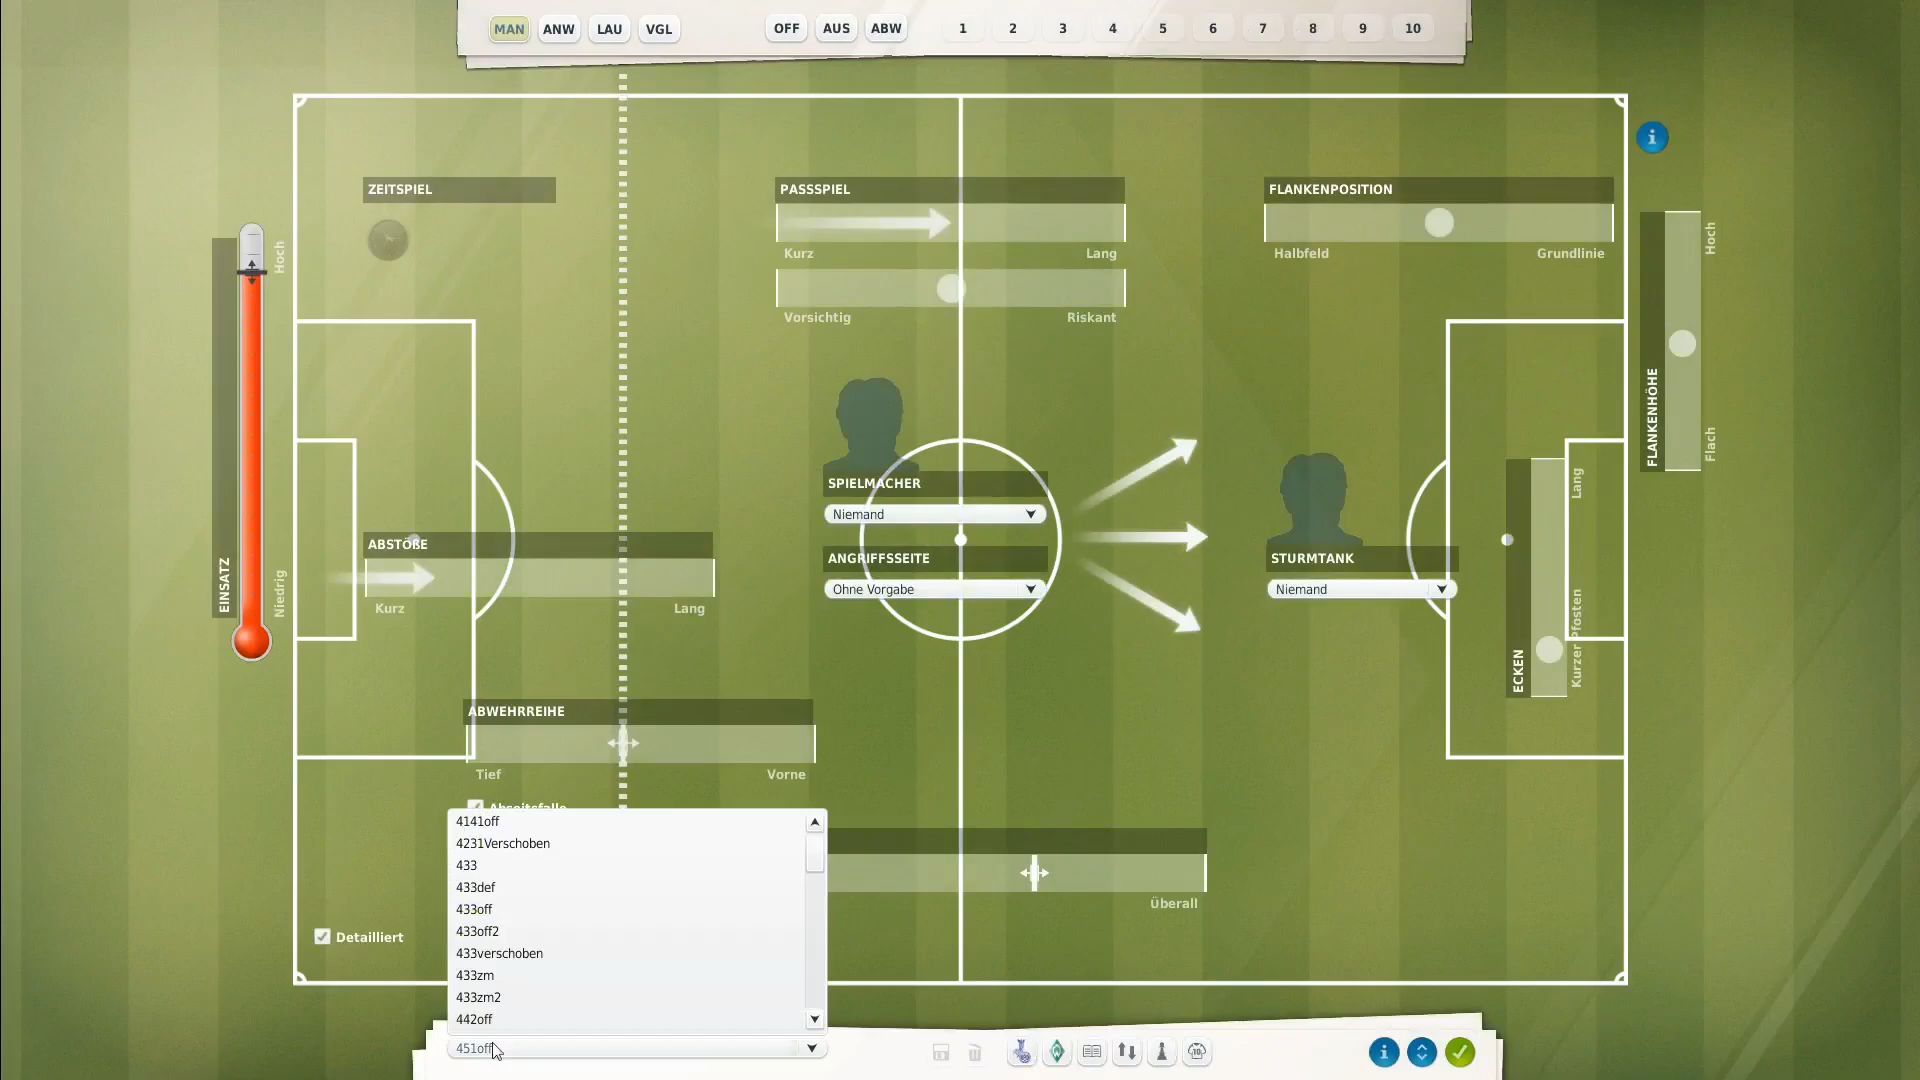 MAN ANW LAU VGL OFF AUS ABW 1 2 3 4 5 6 7 8 9 10
i
ZEITSPIEL
PASSSPIEL
Kurz Lang
Vorsichtig Riskant
FLANKENPOSITION
Halbfeld Grundlinie
EINSATZ
Hoch
Niedrig
FLANKENHÖHE
Hoch
Flach
SPIELMACHER
Niemand
ANGRIFFSSEITE
Ohne Vorgabe
STURMTANK
Niemand
ABSTÖßE
Kurz Lang
ECKEN
Lang
Kurzer Pfosten
ABWEHRREIHE
Tief Vorne
Abseitsfalle
Überall
Detailliert
4141off
4231Verschoben
433
433def
433off
433off2
433verschoben
433zm
433zm2
442off
451off
10
i